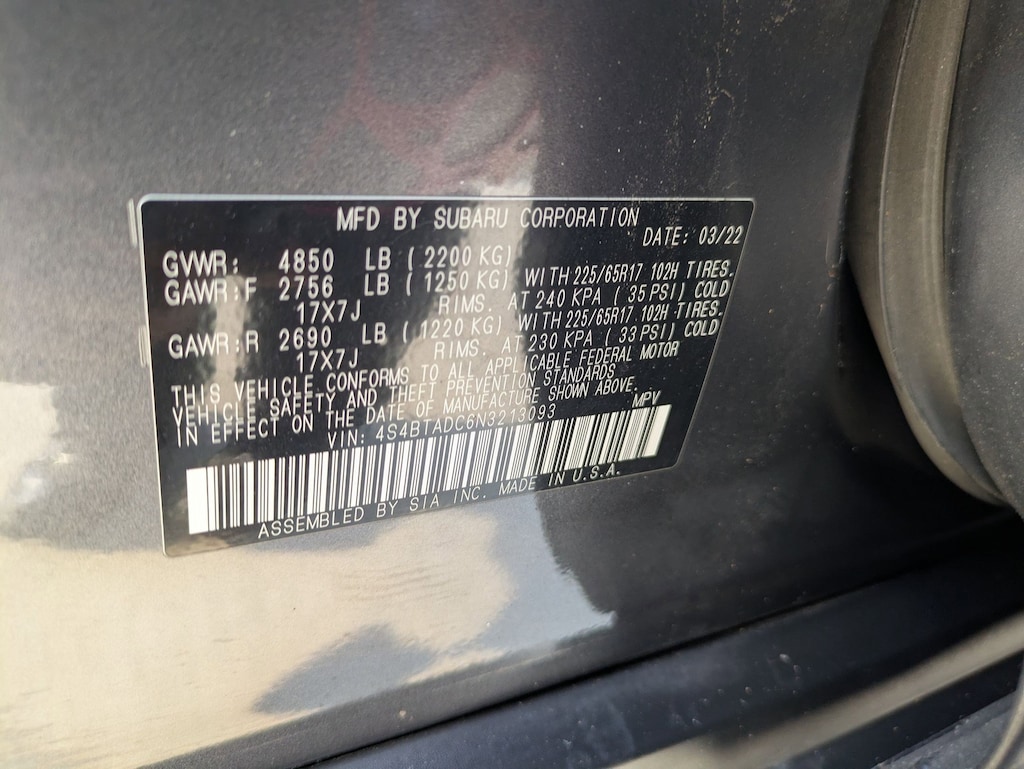 MFD BY SUBARU CORPORATION
DATE: 03/22
GVWR: 4850 LB (2200 KG)
GAWR:F 2756 LB (1250 KG) WITH 225/65R17 102H TIRES.
17X7J RIMS. AT 240 KPA (35 PSI) COLD
GAWR:R 2690 LB (1220 KG) WITH 225/65R17 102H TIRES.
17X7J RIMS. AT 230 KPA (33 PSI) COLD
THIS VEHICLE CONFORMS TO ALL APPLICABLE FEDERAL MOTOR
VEHICLE SAFETY AND THEFT PREVENTION STANDARDS
IN EFFECT ON THE DATE OF MANUFACTURE SHOWN ABOVE.
VIN: 4S4BTADC6N3213093 MPV
ASSEMBLED BY SIA INC. MADE IN U.S.A.